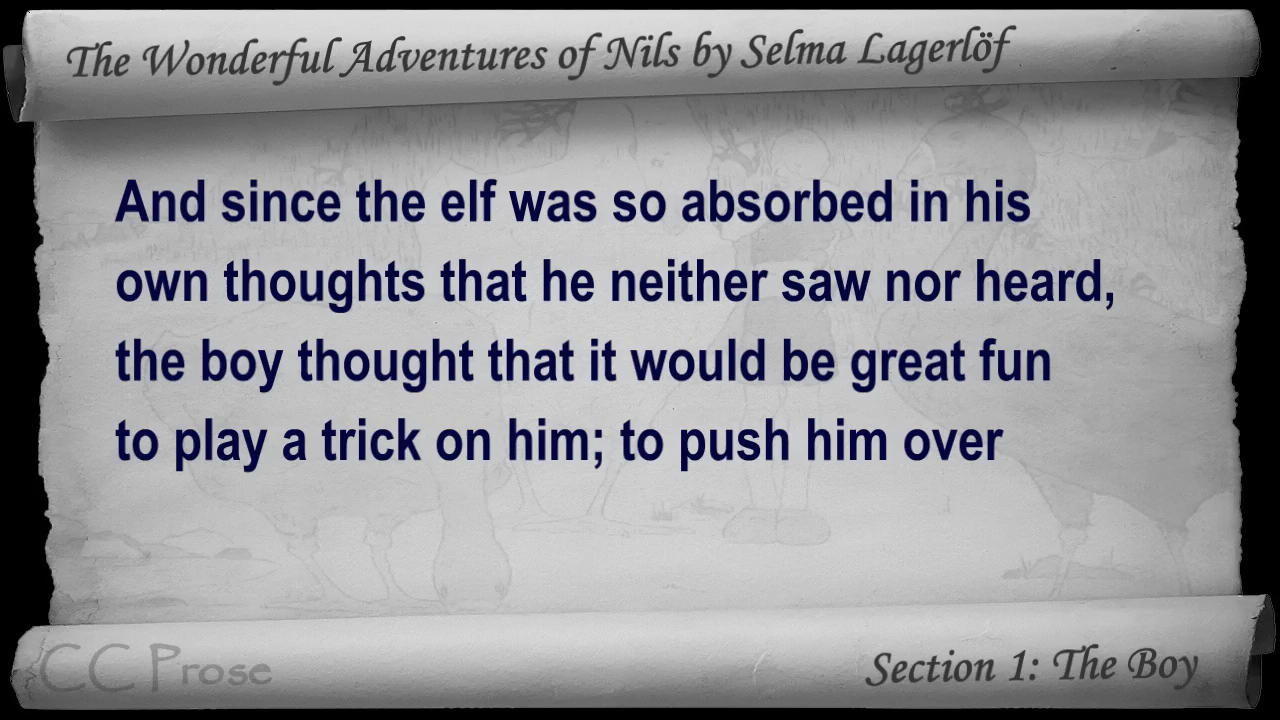 The Wonderful Adventures of Nils by Selma Lagerlöf
And since the elf was so absorbed in his
own thoughts that he neither saw nor heard,
the boy thought that it would be great fun
to play a trick on him; to push him over
CC Prose
Section 1: The Boy